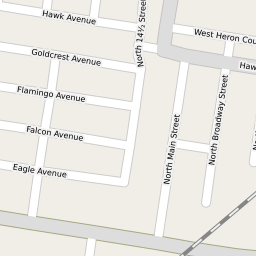 Hawk Avenue
North 14½ Street
West Heron Cou
Goldcrest Avenue
Haw
Flamingo Avenue
Falcon Avenue
North Main Street
North Broadway Street
Eagle Avenue